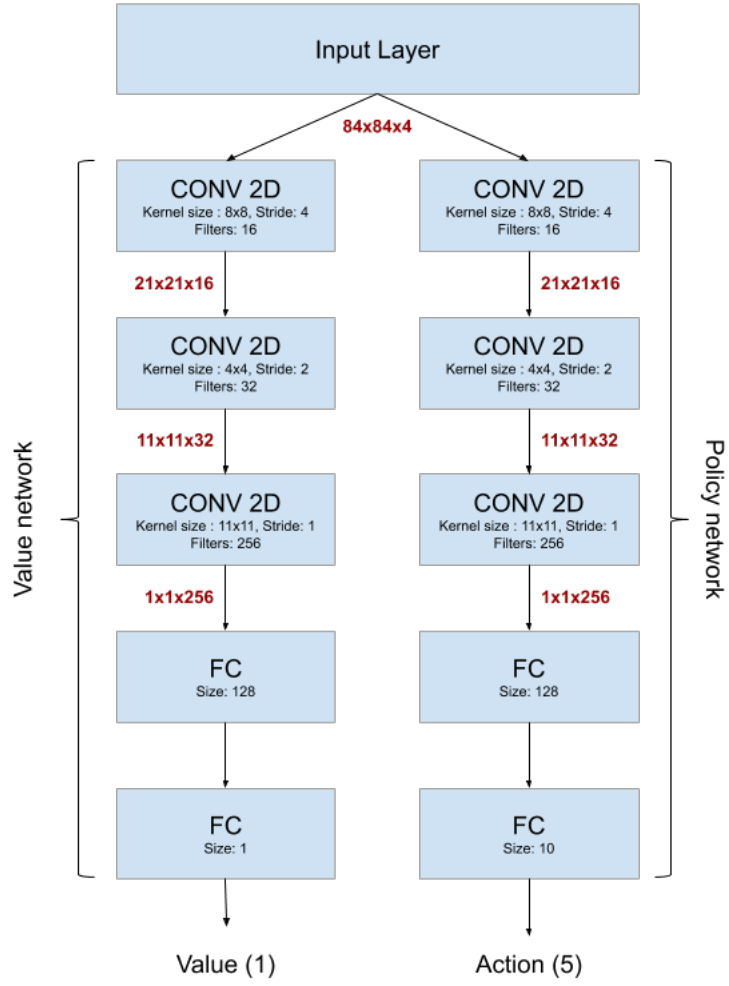 Input Layer
84x84x4
Value network
CONV 2D
Kernel size : 8x8, Stride: 4
Filters: 16
21x21x16
CONV 2D
Kernel size : 4x4, Stride: 2
Filters: 32
11x11x32
CONV 2D
Kernel size : 11x11, Stride: 1
Filters: 256
1x1x256
FC
Size: 128
FC
Size: 1
Value (1)
CONV 2D
Kernel size : 8x8, Stride: 4
Filters: 16
21x21x16
CONV 2D
Kernel size : 4x4, Stride: 2
Filters: 32
11x11x32
CONV 2D
Kernel size : 11x11, Stride: 1
Filters: 256
1x1x256
FC
Size: 128
FC
Size: 10
Action (5)
Policy network